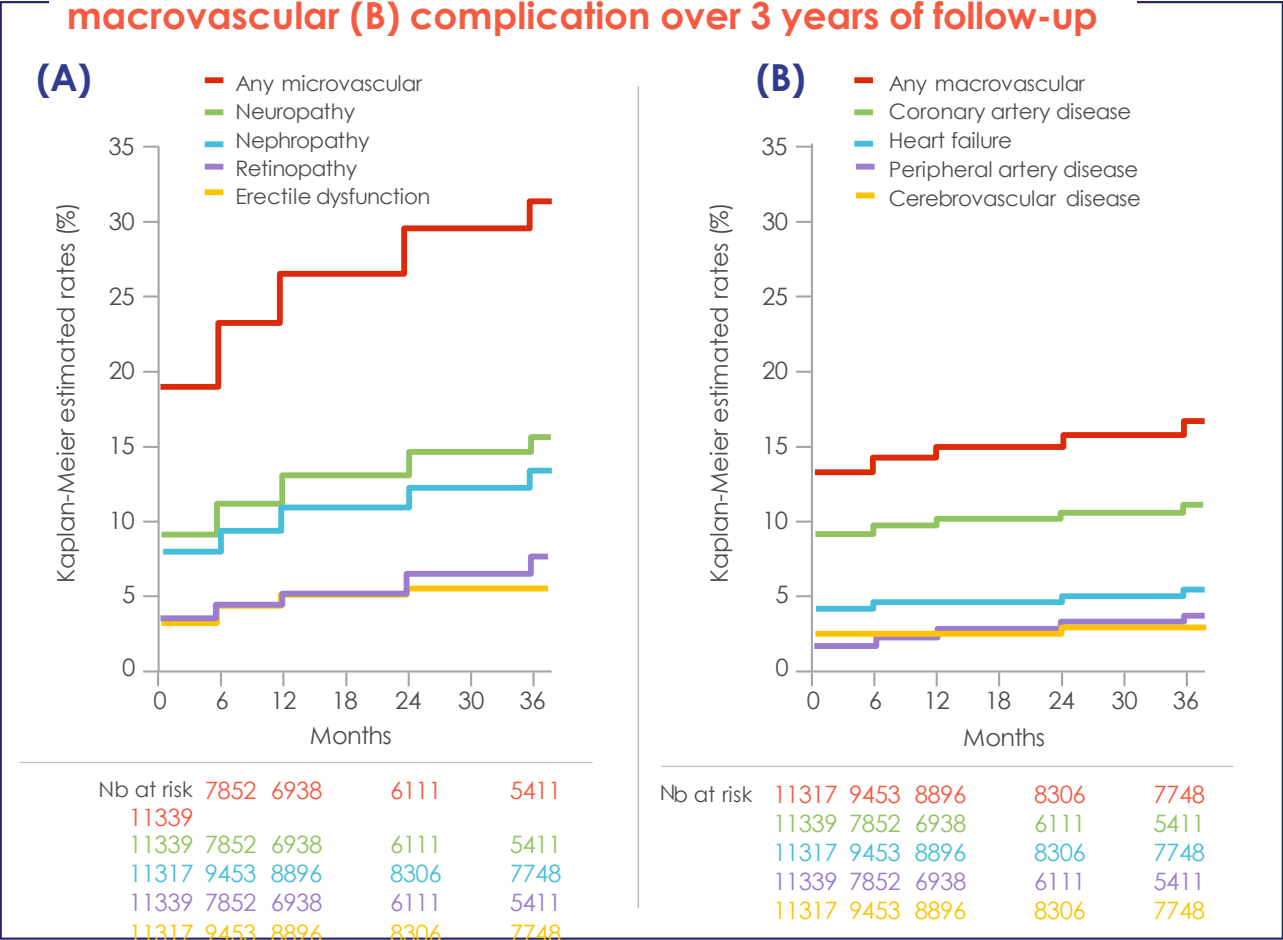 macrovascular (B) complication over 3 years of follow-up
(A)
Any microvascular
Neuropathy
Nephropathy
Retinopathy
Erectile dysfunction
Kaplan-Meier estimated rates (%)
35
30
25
20
15
10
5
0
0 6 12 18 24 30 36
Months
Nb at risk 7852 6938 6111 5411
11339
11339 7852 6938 6111 5411
11317 9453 8896 8306 7748
11339 7852 6938 6111 5411
11317 9453 8896 8306 7748
(B)
Any macrovascular
Coronary artery disease
Heart failure
Peripheral artery disease
Cerebrovascular disease
Kaplan-Meier estimated rates (%)
35
30
25
20
15
10
5
0
0 6 12 18 24 30 36
Months
Nb at risk 11317 9453 8896 8306 7748
11339 7852 6938 6111 5411
11317 9453 8896 8306 7748
11339 7852 6938 6111 5411
11317 9453 8896 8306 7748